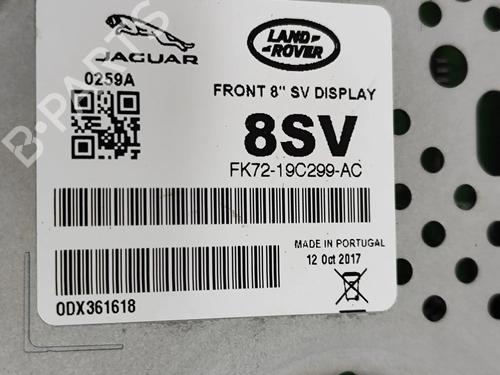 JAGUAR
LAND-
ROVER
0259A
FRONT 8" SV DISPLAY
8SV
FK72-19C299-AC
MADE IN PORTUGAL
12 Oct 2017
0DX361618
B-PARTS